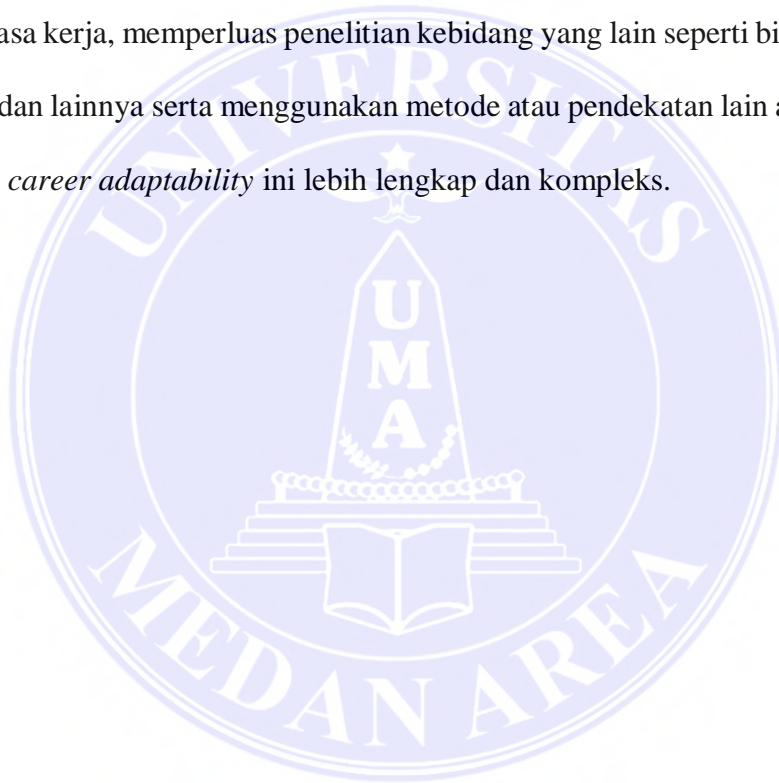 asa kerja, memperluas penelitian kebidang yang lain seperti bi
dan lainnya serta menggunakan metode atau pendekatan lain a
career adaptability ini lebih lengkap dan kompleks.
UNIVERSITAS
U
M
A
MEDAN AREA